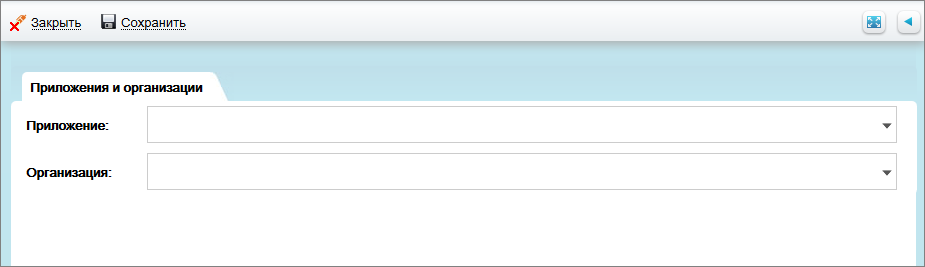 Закрыть Сохранить
Приложения и организации
Приложение:
Организация: